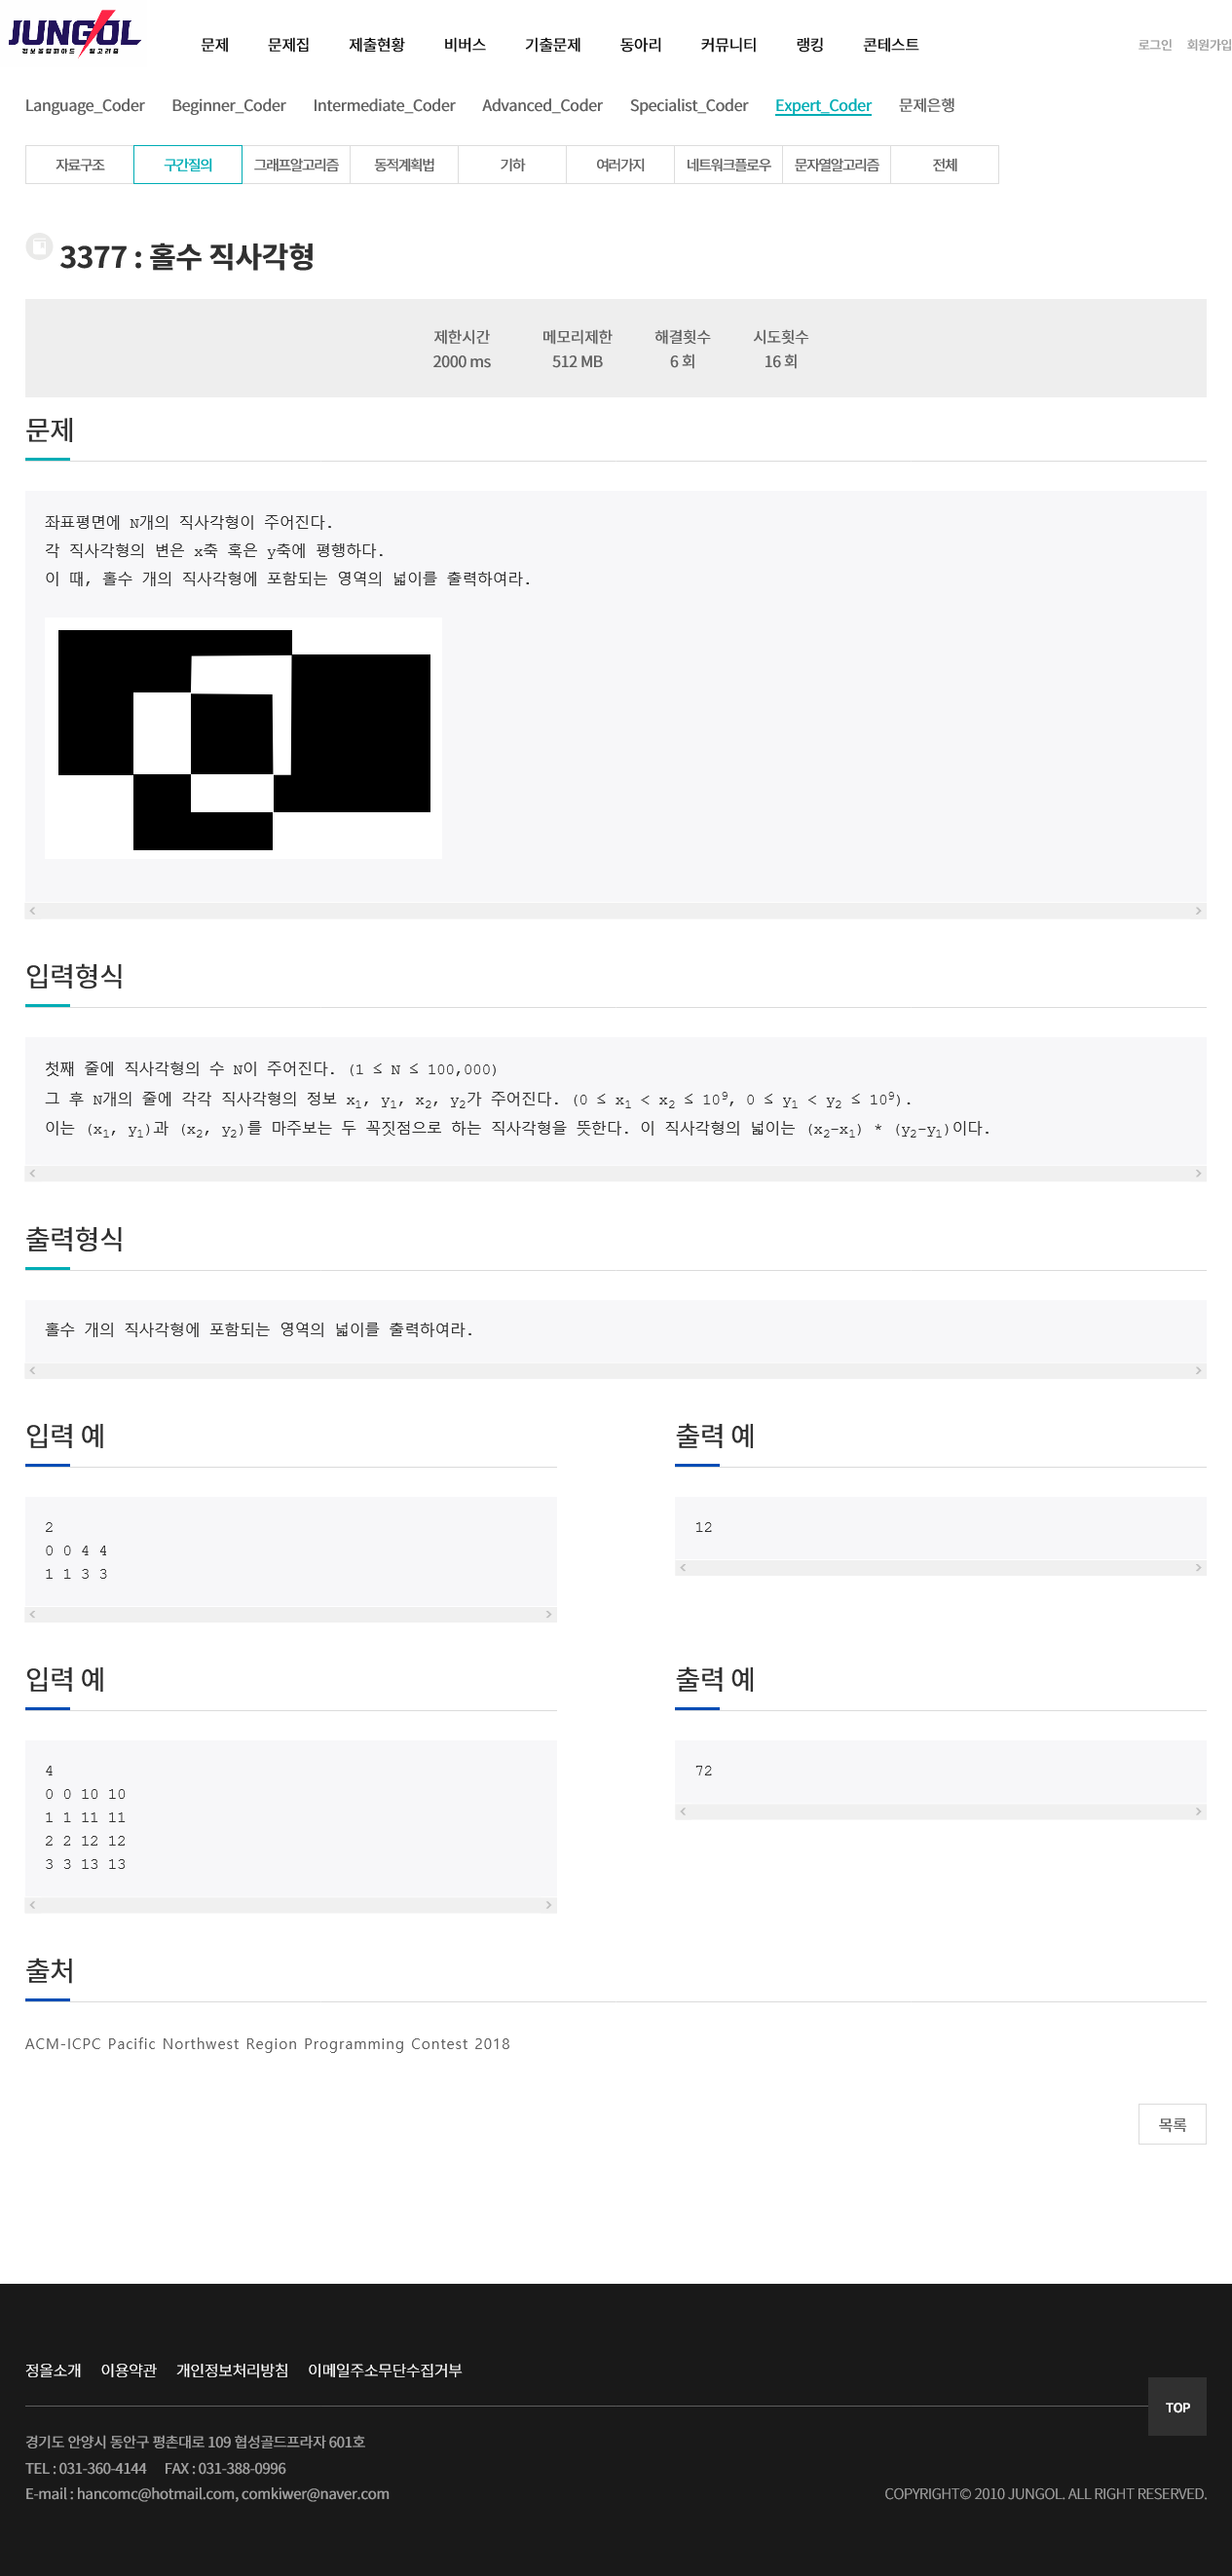 JUNGOL
정보올림피아드 알고리즘
문제 문제집 제출현황 비버스 기출문제 동아리 커뮤니티 랭킹 콘테스트 로그인 회원가입
Language_Coder Beginner_Coder Intermediate_Coder Advanced_Coder Specialist_Coder Expert_Coder 문제은행
자료구조 구간질의 그래프알고리즘 동적계획법 기하 여러가지 네트워크플로우 문자열알고리즘 전체
3377 : 홀수 직사각형
제한시간 메모리제한 해결횟수 시도횟수
2000 ms 512 MB 6 회 16 회
문제
좌표평면에 N개의 직사각형이 주어진다.
각 직사각형의 변은 x축 혹은 y축에 평행하다.
이 때, 홀수 개의 직사각형에 포함되는 영역의 넓이를 출력하여라.
입력형식
첫째 줄에 직사각형의 수 N이 주어진다. (1 ≤ N ≤ 100,000)
그 후 N개의 줄에 각각 직사각형의 정보 x₁, y₁, x₂, y₂가 주어진다. (0 ≤ x₁ < x₂ ≤ 10⁹, 0 ≤ y₁ < y₂ ≤ 10⁹).
이는 (x₁, y₁)과 (x₂, y₂)를 마주보는 두 꼭짓점으로 하는 직사각형을 뜻한다. 이 직사각형의 넓이는 (x₂-x₁) * (y₂-y₁)이다.
출력형식
홀수 개의 직사각형에 포함되는 영역의 넓이를 출력하여라.
입력 예
2
0 0 4 4
1 1 3 3
출력 예
12
입력 예
4
0 0 10 10
1 1 11 11
2 2 12 12
3 3 13 13
출력 예
72
출처
ACM-ICPC Pacific Northwest Region Programming Contest 2018
목록
정올소개 이용약관 개인정보처리방침 이메일주소무단수집거부
TOP
경기도 안양시 동안구 평촌대로 109 협성골드프라자 601호
TEL : 031-360-4144 FAX : 031-388-0996
E-mail : hancomc@hotmail.com, comkiwer@naver.com
COPYRIGHT© 2010 JUNGOL. ALL RIGHT RESERVED.